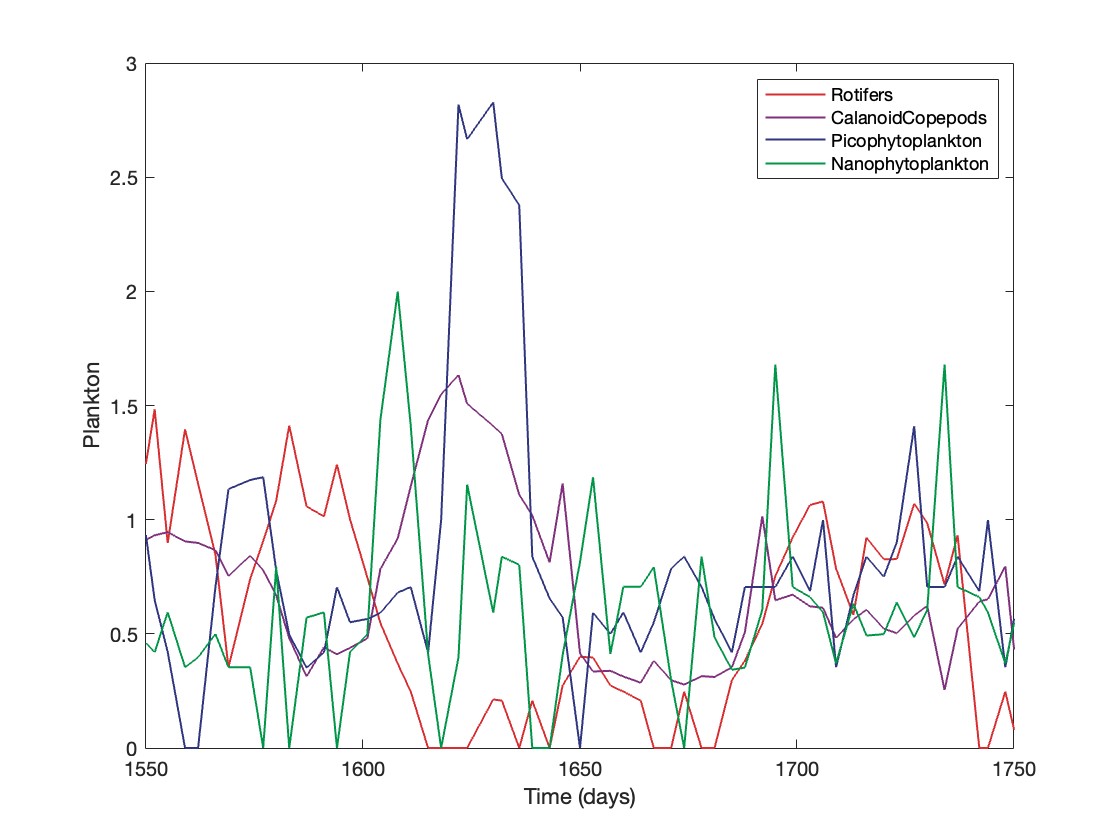 3
2.5
2
1.5
1
0.5
0
Plankton
Rotifers
CalanoidCopepods
Picophytoplankton
Nanophytoplankton
1550 1600 1650 1700 1750
Time (days)